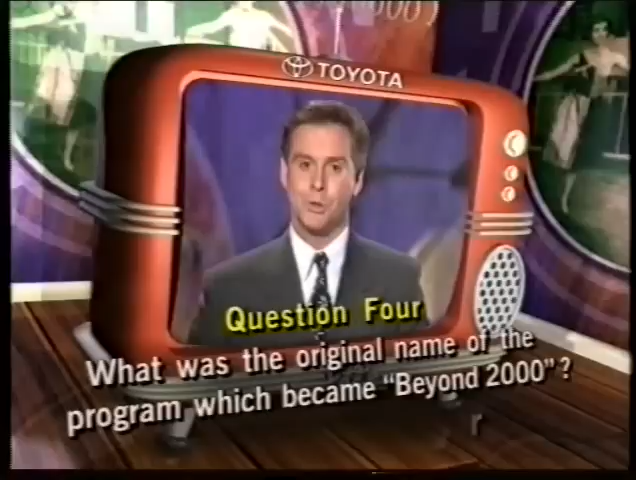 TOYOTA
Question Four
What was the original name of the
program which became "Beyond 2000"?
r